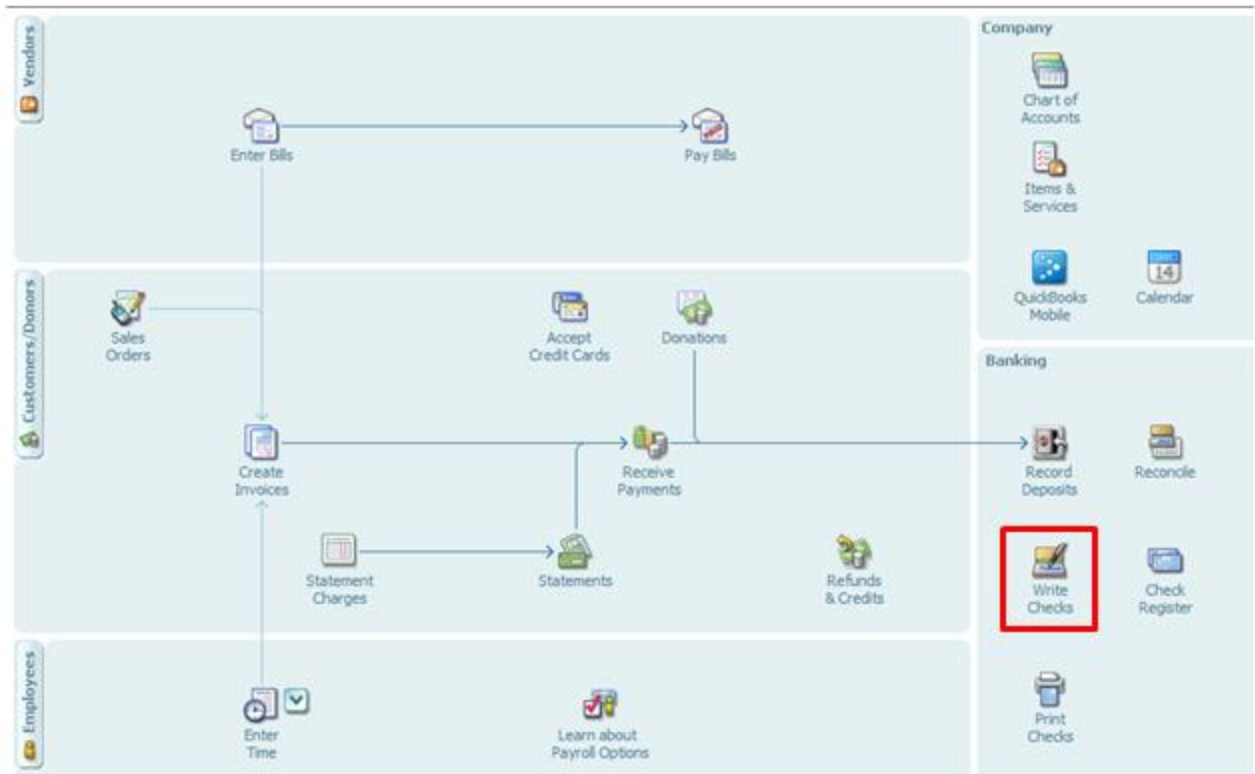 Vendors
Enter Bills
Pay Bills
Customers/Donors
Sales
Orders
Accept
Credit Cards
Donations
Create
Invoices
Receive
Payments
Statement
Charges
Statements
Refunds
& Credits
Employees
Enter
Time
Learn about
Payroll Options
Company
Chart of
Accounts
Items &
Services
QuickBooks
Mobile
14
Calendar
Banking
Record
Deposits
Reconcile
Write
Checks
Check
Register
Print
Checks